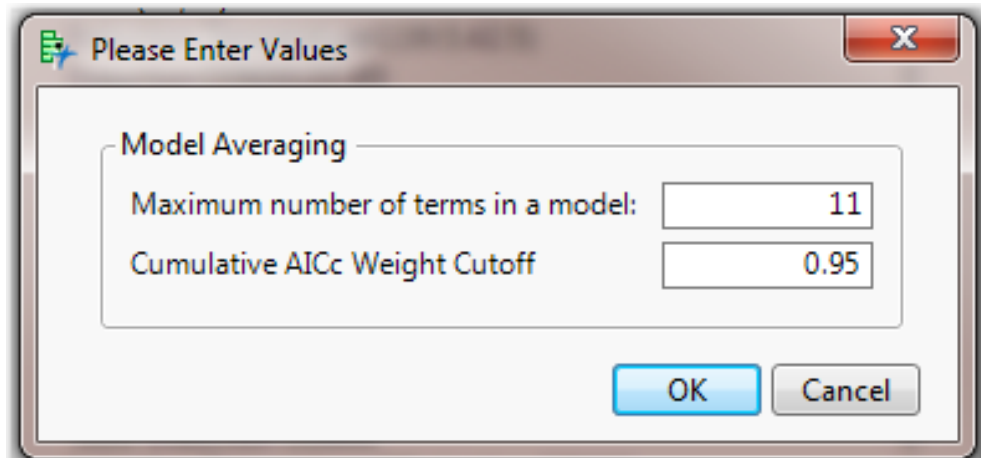 Please Enter Values
Model Averaging
Maximum number of terms in a model: 11
Cumulative AICc Weight Cutoff 0.95
OK Cancel